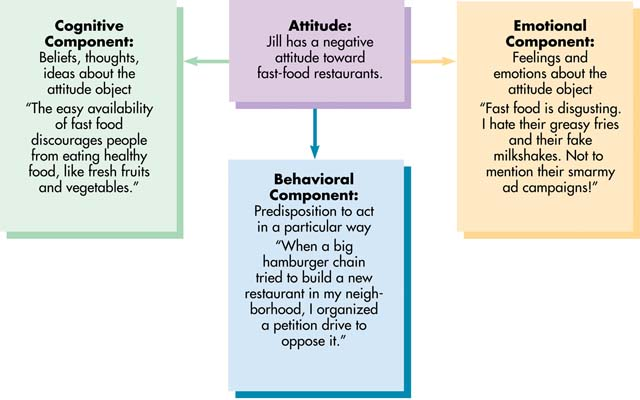 Cognitive
Component:
Beliefs, thoughts,
ideas about the
attitude object
“The easy availability
of fast food
discourages people
from eating healthy
food, like fresh fruits
and vegetables.”
Attitude:
Jill has a negative
attitude toward
fast-food restaurants.
Emotional
Component:
Feelings and
emotions about the
attitude object
“Fast food is disgusting.
I hate their greasy fries
and their fake
milkshakes. Not to
mention their smarmy
ad campaigns!”
Behavioral
Component:
Predisposition to act
in a particular way
“When a big
hamburger chain
tried to build a new
restaurant in my neigh-
borhood, I organized
a petition drive to
oppose it.”